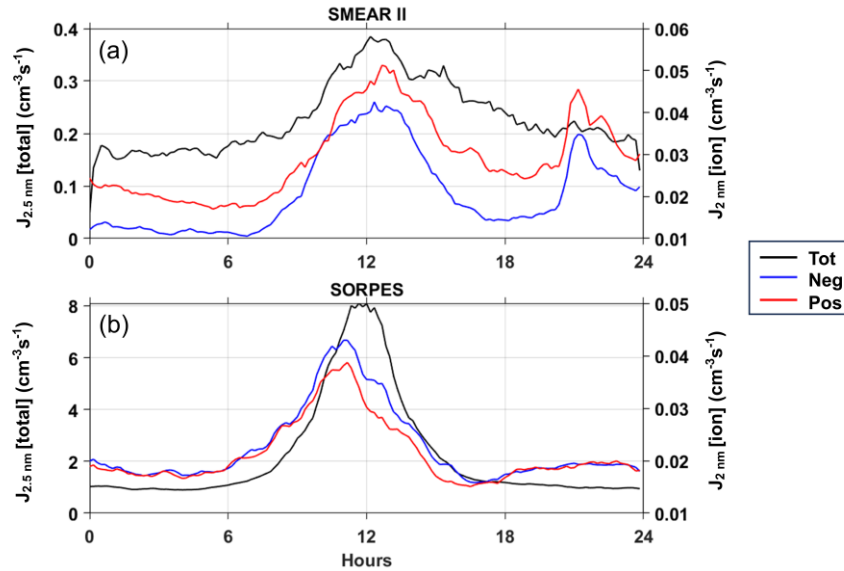 SMEAR II
(a)
J2.5 nm [total] (cm-3s-1)
0.4
0.3
0.2
0.1
0
0.06
0.05
0.04
0.03
0.02
0.01
J2 nm [ion] (cm-3s-1)
0 6 12 18 24
Tot
Neg
Pos
SORPES
(b)
J2.5 nm [total] (cm-3s-1)
8
6
4
2
0
0.05
0.04
0.03
0.02
0.01
J2 nm [ion] (cm-3s-1)
0 6 12 18 24
Hours